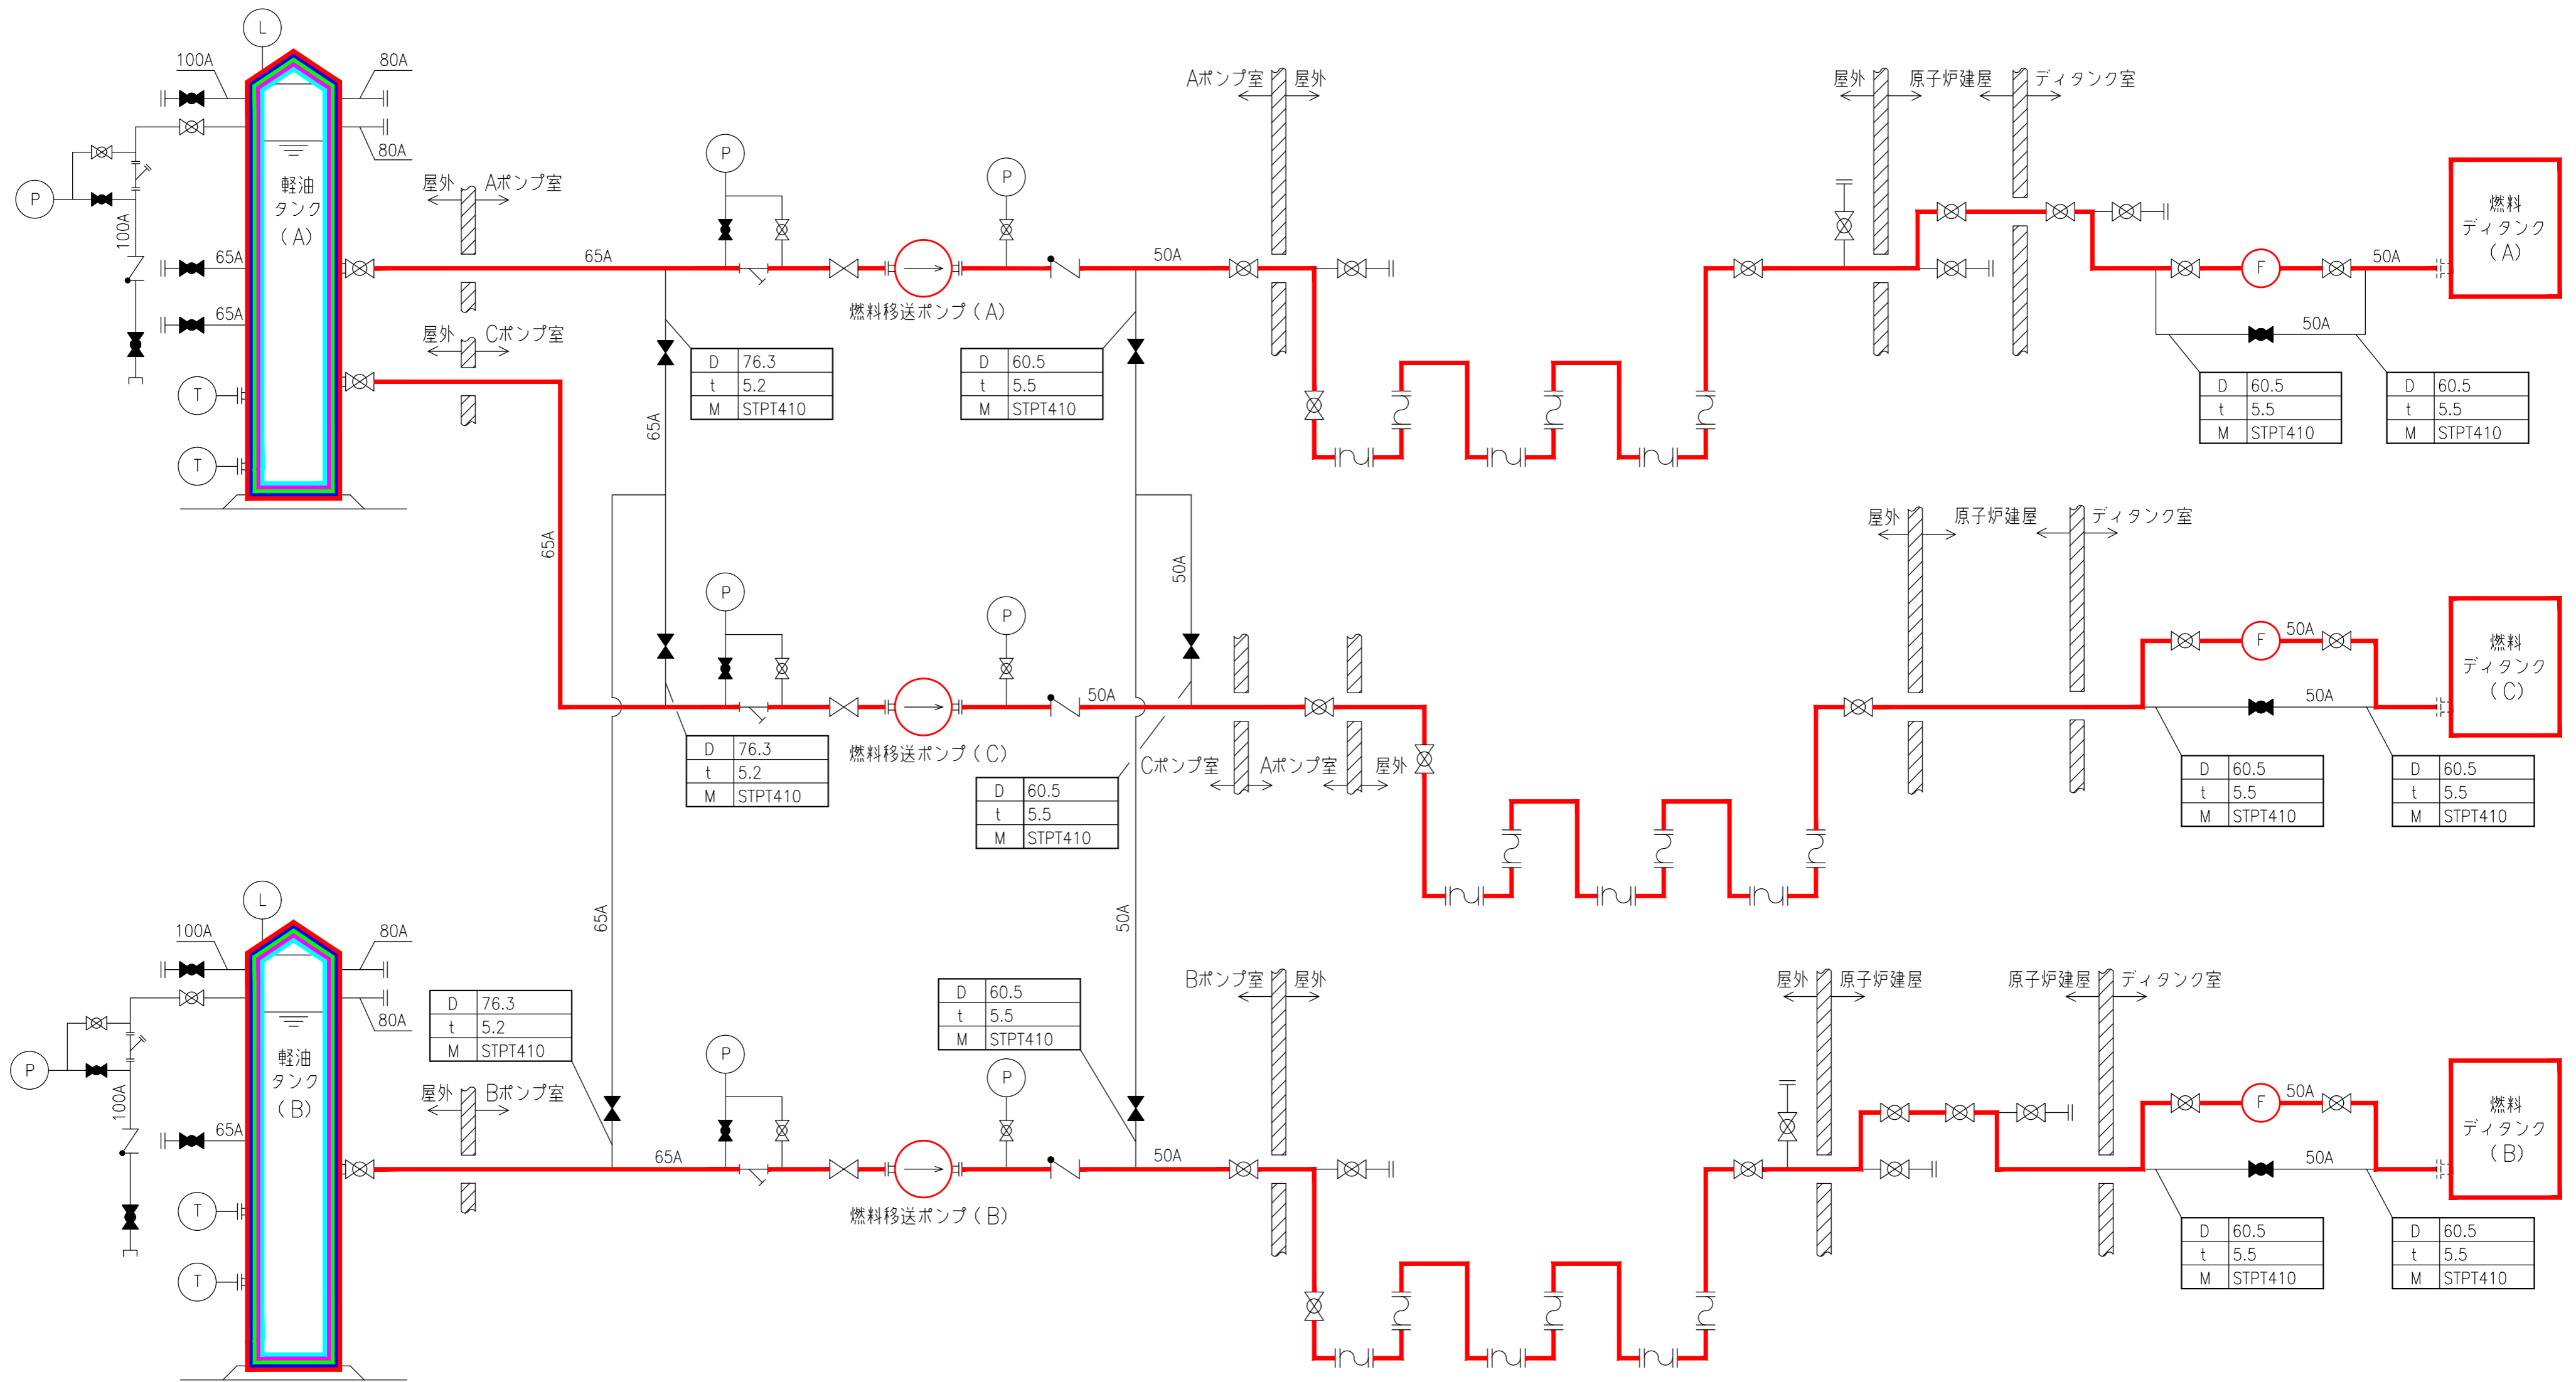 L
100A
80A
80A
P
100A
軽油
タンク
(A)
65A
65A
T
T
屋外
Aポンプ室
屋外
Cポンプ室
65A
P
P
燃料移送ポンプ(A)
50A
Aポンプ室
屋外
屋外
原子炉建屋
ディタンク室
F
50A
50A
燃料
ディタンク
(A)
D 76.3
t 5.2
M STPT410
D 60.5
t 5.5
M STPT410
D 60.5
t 5.5
M STPT410
D 60.5
t 5.5
M STPT410
65A
65A
50A
P
P
燃料移送ポンプ(C)
50A
D 76.3
t 5.2
M STPT410
D 60.5
t 5.5
M STPT410
Cポンプ室
Aポンプ室
屋外
屋外
原子炉建屋
ディタンク室
F
50A
50A
燃料
ディタンク
(C)
D 60.5
t 5.5
M STPT410
D 60.5
t 5.5
M STPT410
65A
50A
L
100A
80A
80A
P
100A
軽油
タンク
(B)
65A
T
T
D 76.3
t 5.2
M STPT410
屋外
Bポンプ室
65A
P
P
燃料移送ポンプ(B)
D 60.5
t 5.5
M STPT410
50A
Bポンプ室
屋外
屋外
原子炉建屋
原子炉建屋
ディタンク室
F
50A
50A
燃料
ディタンク
(B)
D 60.5
t 5.5
M STPT410
D 60.5
t 5.5
M STPT410